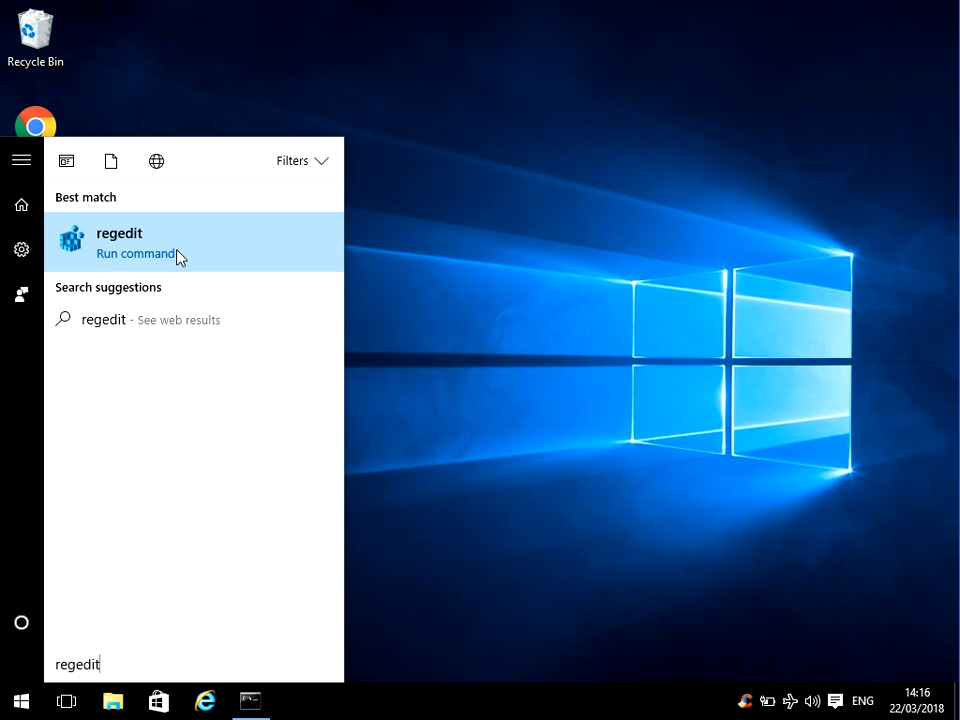 Recycle Bin
Filters
Best match
regedit
Run command
Search suggestions
regedit - See web results
regedit
ENG
14:16
22/03/2018